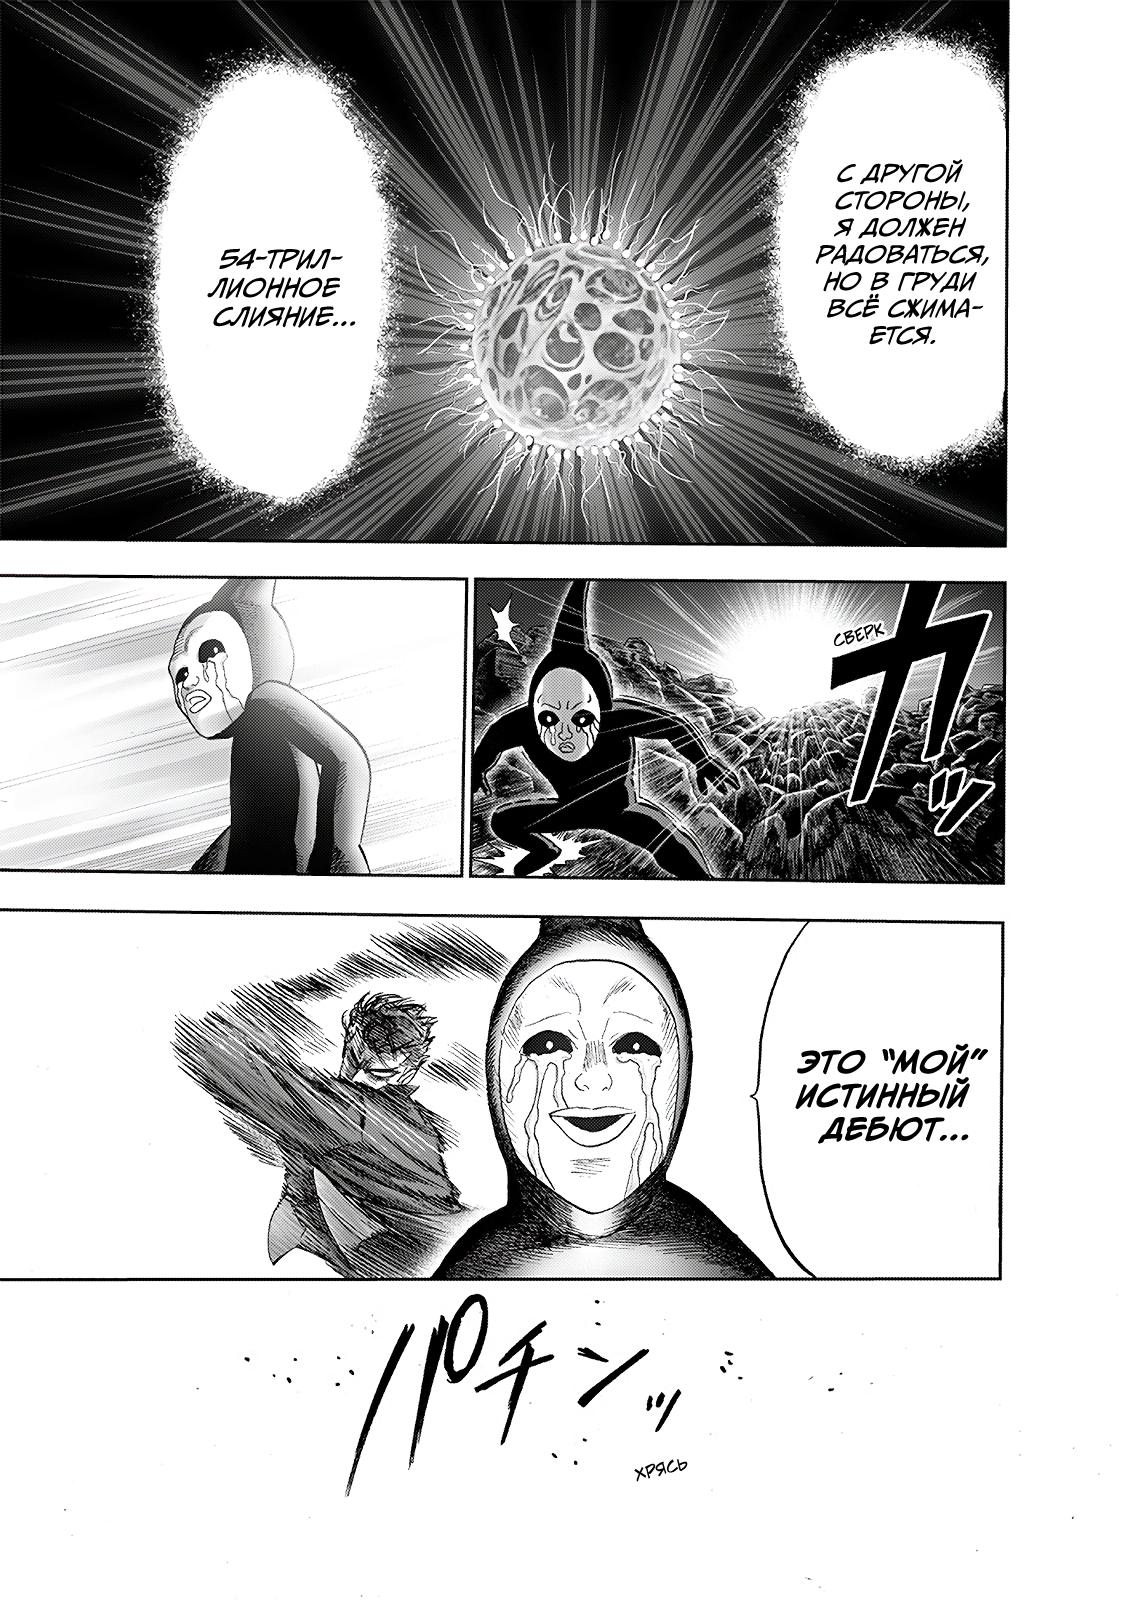 С ДРУГОЙ
СТОРОНЫ,
Я ДОЛЖЕН
РАДОВАТЬСЯ,
НО В ГРУДИ
ВСЁ СЖИМА-
ЕТСЯ.
54-ТРИЛ-
ЛИОННОЕ
СЛИЯНИЕ...
СВЕРК
カッ
ЭТО "МОЙ"
ИСТИННЫЙ
ДЕБЮТ...
パチンッ
ХРЯСЬ